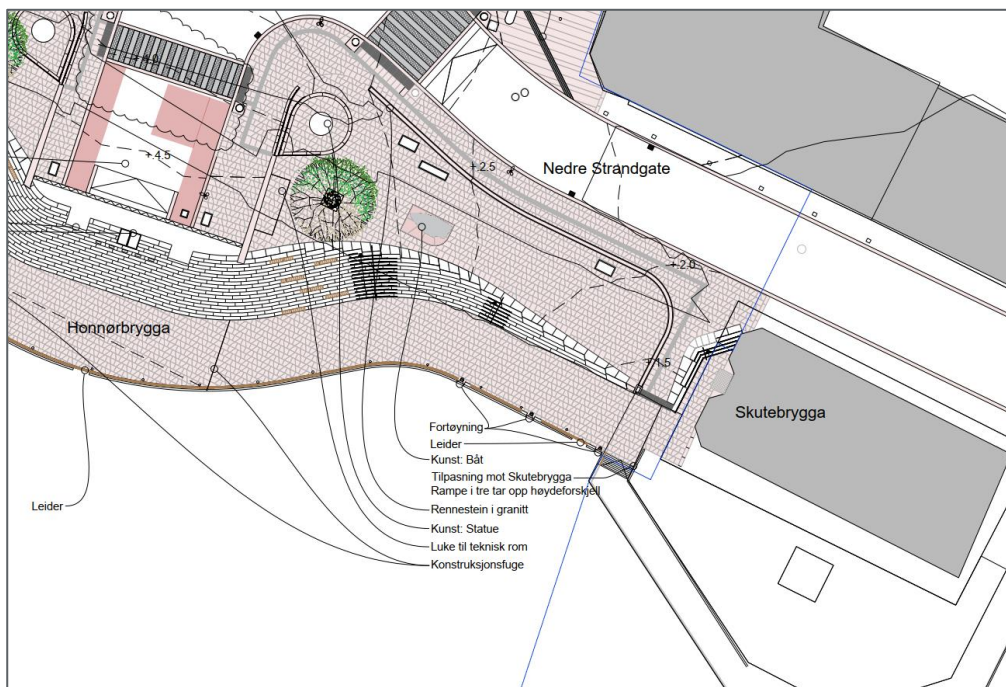 + 4.0
+ 4.5
+ 2.5
Nedre Strandgate
+ 2.0
Honnørbrygga
+ 1.5
Skutebrygga
Fortøyning
Leider
Kunst: Båt
Tilpasning mot Skutebrygga
Rampe i tre tar opp høydeforskjell
Leider
Rennestein i granitt
Kunst: Statue
Luke til teknisk rom
Konstruksjonsfuge